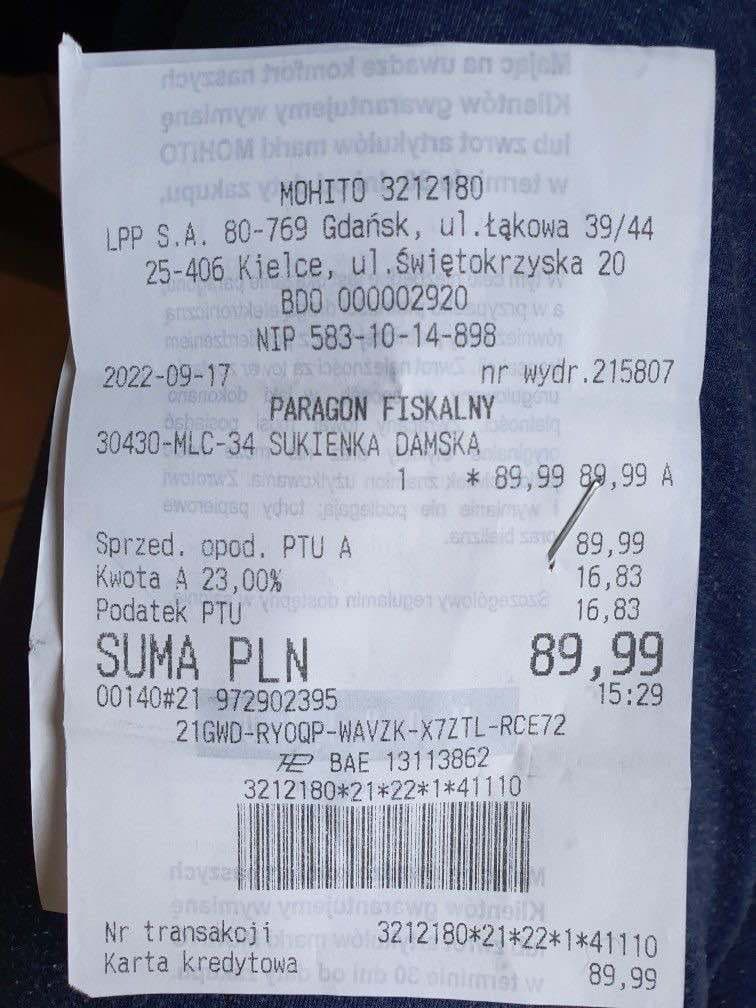 MOHITO 3212180
LPP S.A. 80-769 Gdańsk, ul.Łąkowa 39/44
25-406 Kielce, ul.Świętokrzyska 20
BDO 000002920
NIP 583-10-14-898
2022-09-17 nr wydr.215807
PARAGON FISKALNY
30430-MLC-34 SUKIENKA DAMSKA
1 * 89,99 89,99 A
Sprzed. opod. PTU A 89,99
Kwota A 23,00% 16,83
Podatek PTU 16,83
SUMA PLN 89,99
00140#21 972902395 15:29
21GWD-RYOQP-WAVZK-X7ZTL-RCE72
BAE 13113862
3212180*21*22*1*41110
Nr transakcji 3212180*21*22*1*41110
Karta kredytowa 89,99